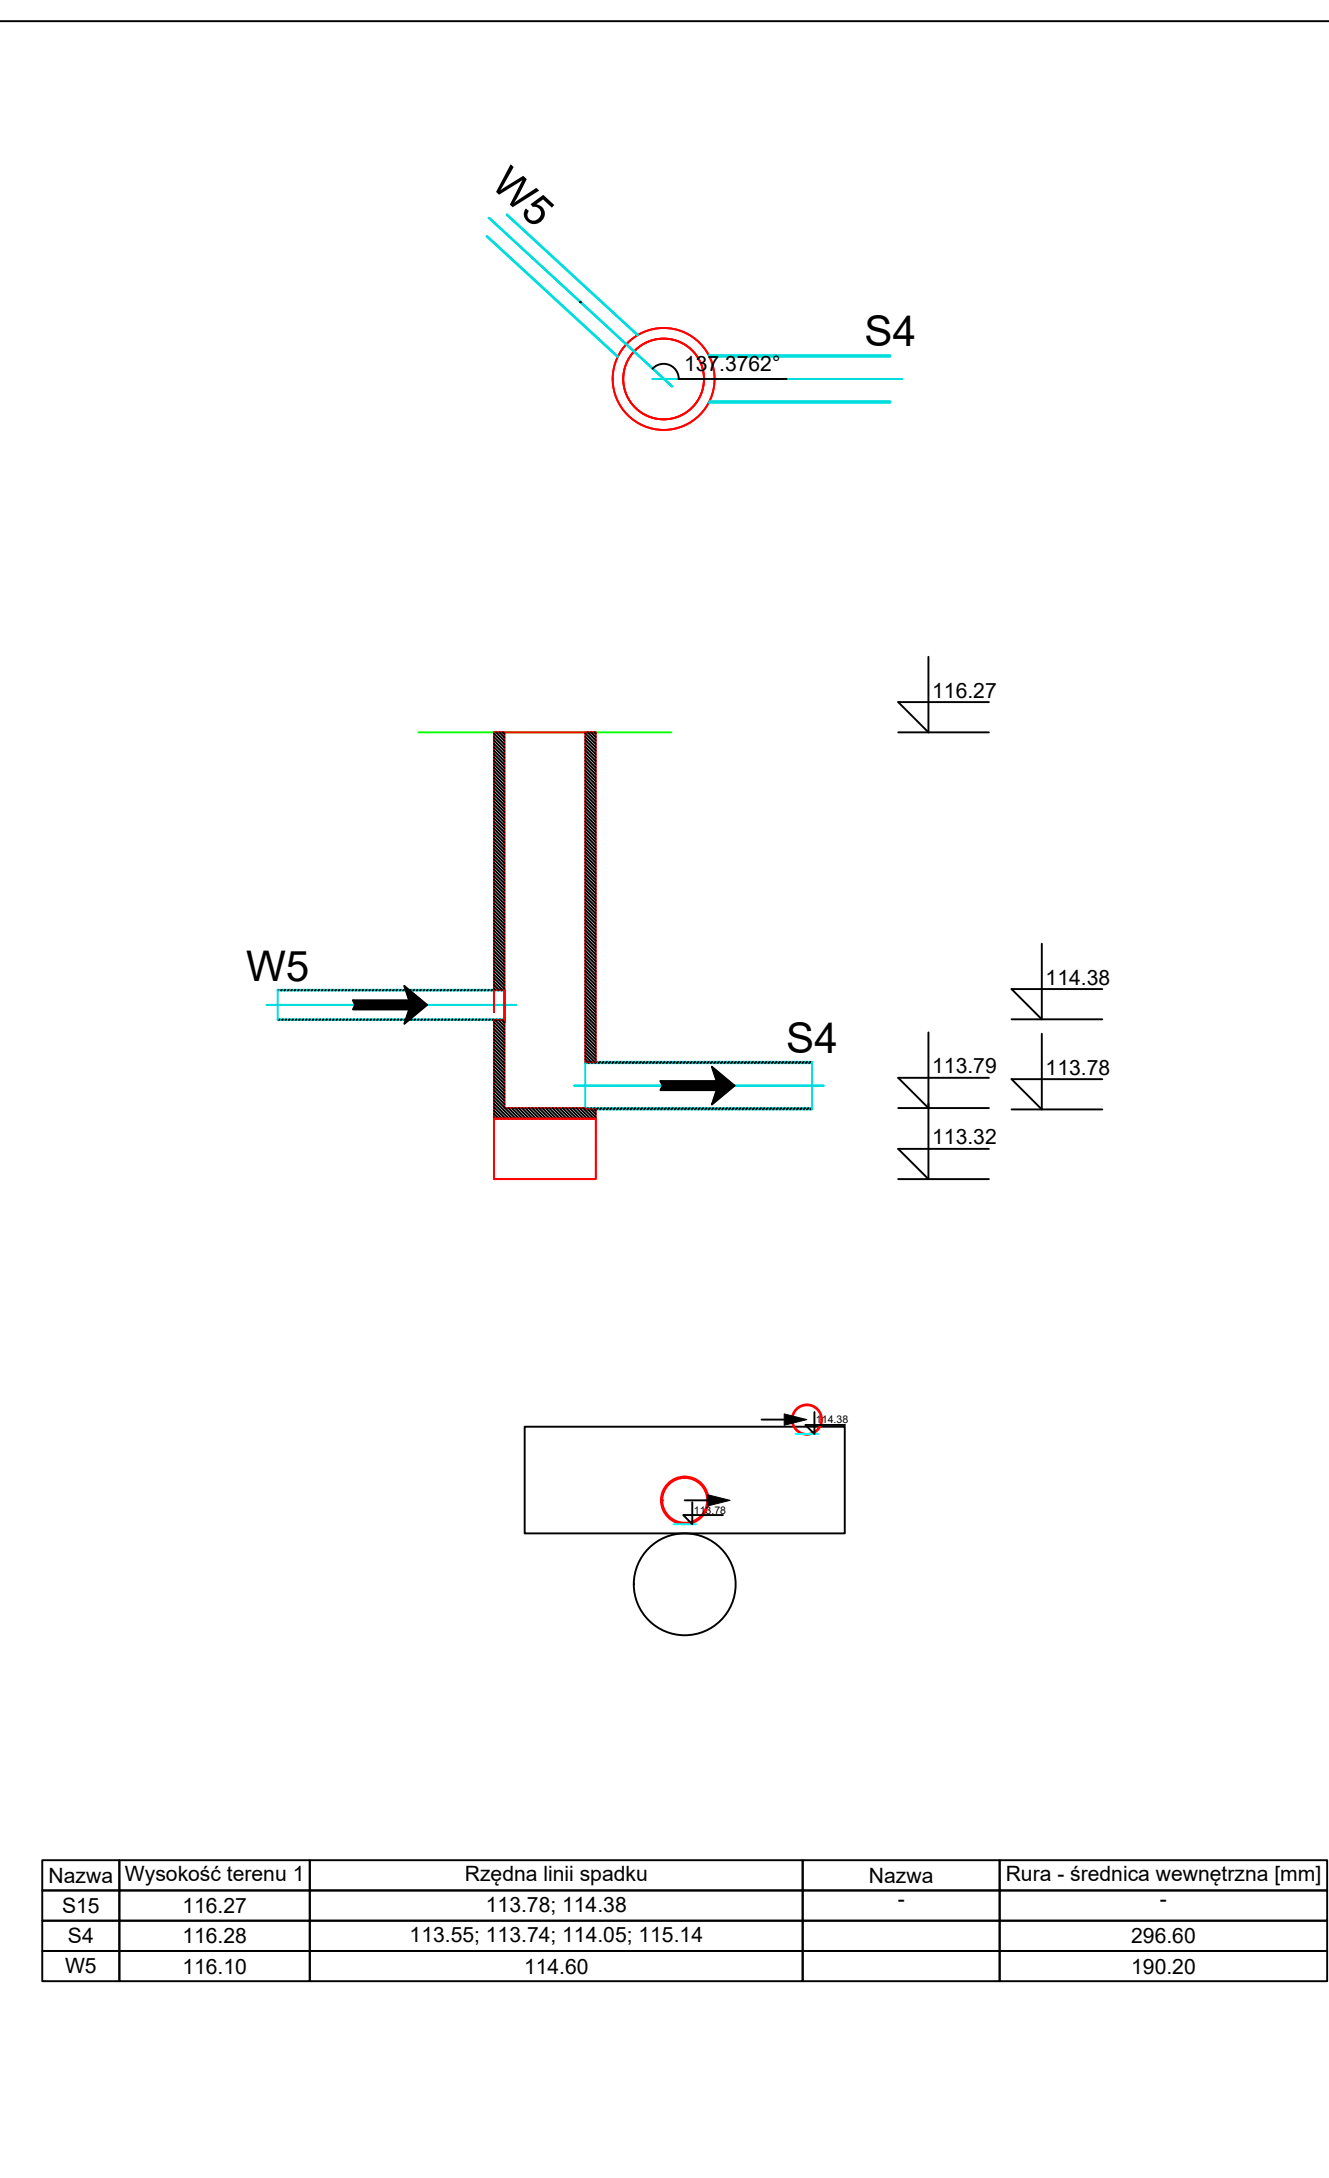 W5
S4
137.3762°
116.27
W5
114.38
S4
113.79
113.78
113.32
114.38
113.78
Nazwa Wysokość terenu 1 Rzędna linii spadku Nazwa Rura - średnica wewnętrzna [mm]
S15 116.27 113.78; 114.38 - -
S4 116.28 113.55; 113.74; 114.05; 115.14 296.60
W5 116.10 114.60 190.20